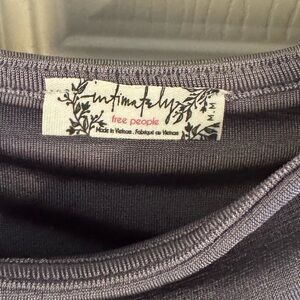 intimately
free people
Made in Vietnam . Fabriqué au Vietnam
M M